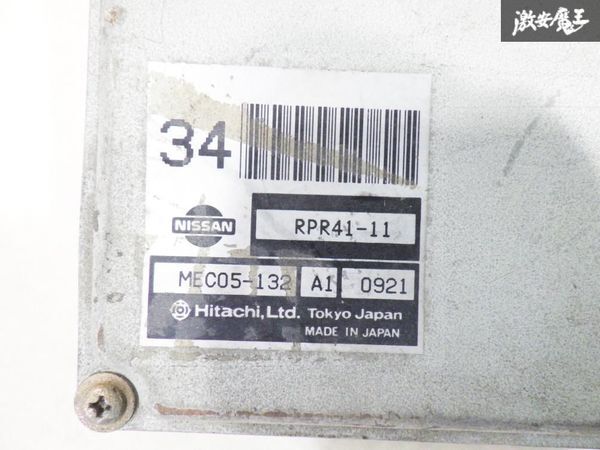 激安魔王
34
NISSAN
RPR41-11
MEC05-132 A1 0921
Hitachi, Ltd. Tokyo Japan
MADE IN JAPAN